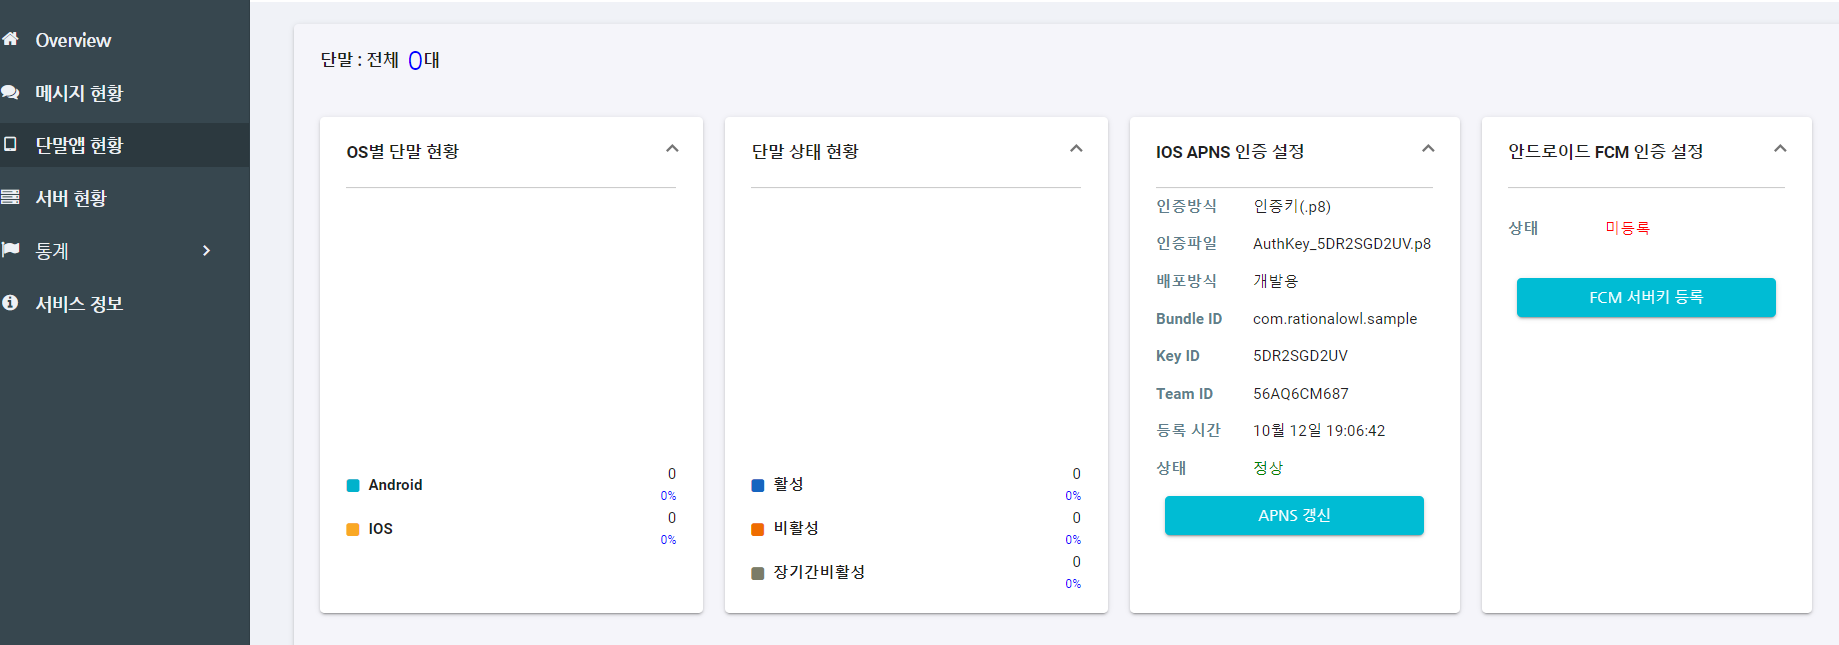 Overview
메시지 현황
단말앱 현황
서버 현황
통계
서비스 정보
단말 : 전체 0대
OS별 단말 현황
Android 0
0%
IOS 0
0%
단말 상태 현황
활성 0
0%
비활성 0
0%
장기간비활성 0
0%
IOS APNS 인증 설정
인증방식 인증키(.p8)
인증파일 AuthKey_5DR2SGD2UV.p8
배포방식 개발용
Bundle ID com.rationalowl.sample
Key ID 5DR2SGD2UV
Team ID 56AQ6CM687
등록 시간 10월 12일 19:06:42
상태 정상
APNS 갱신
안드로이드 FCM 인증 설정
상태 미등록
FCM 서버키 등록